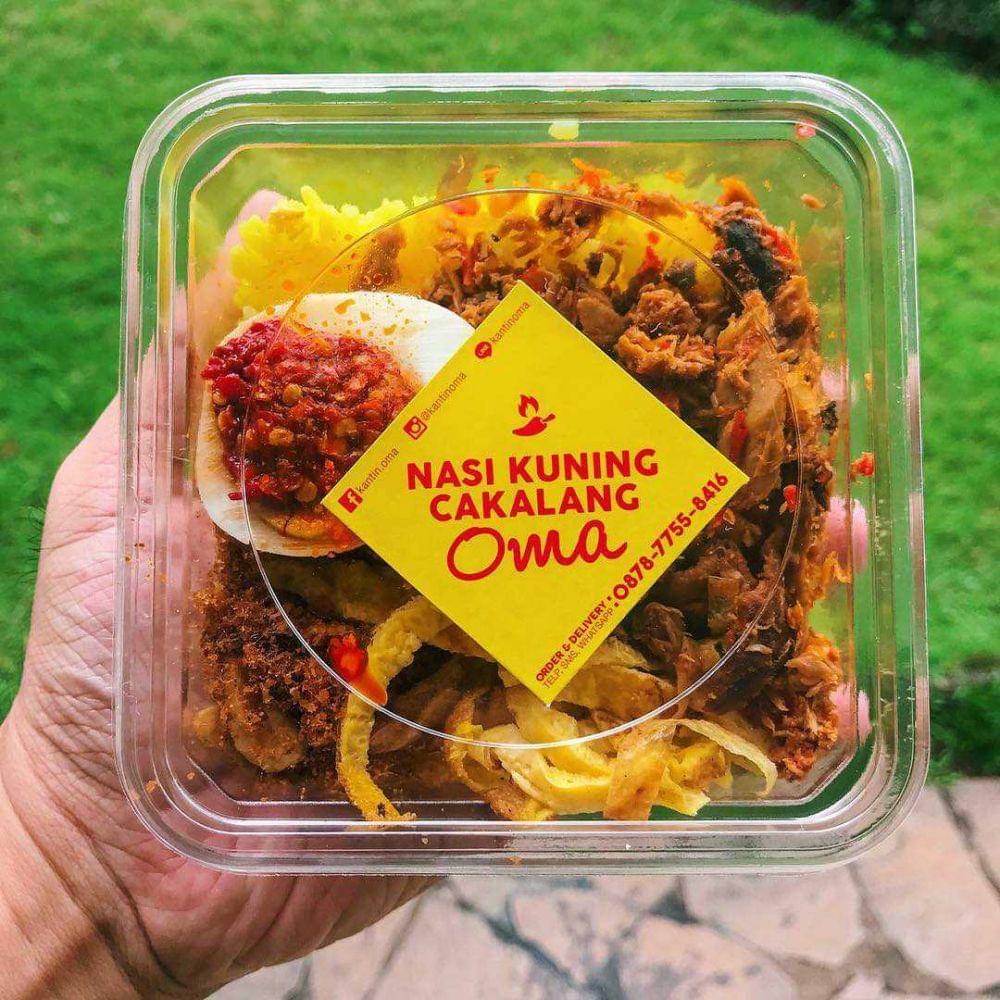 kantin.oma
@kantinoma
kantinoma
NASI KUNING
CAKALANG
Oma
ORDER & DELIVERY :
TELP, SMS, WHATSAPP
0878-7755-8416